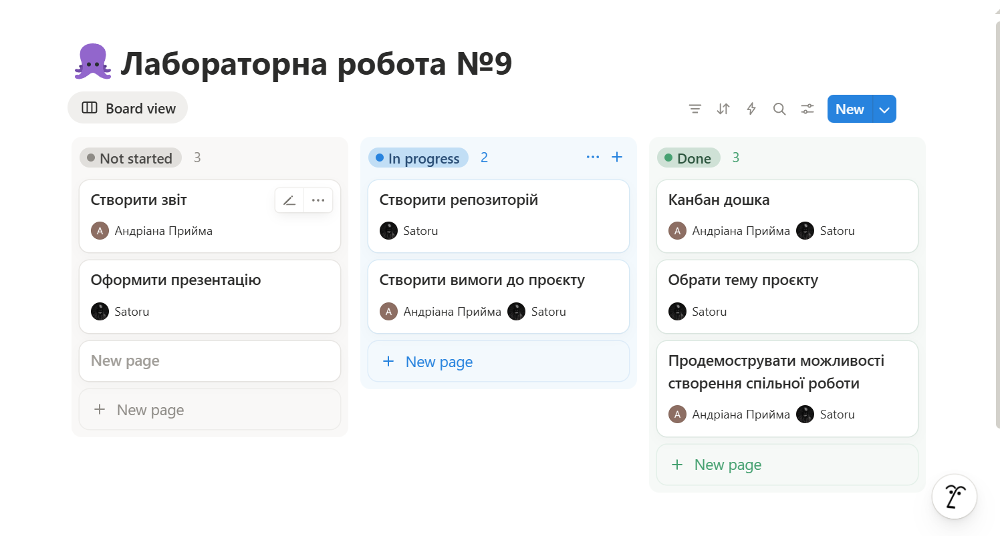 Лабораторна робота №9
Board view
New
Not started 3
Створити звіт
A Андріана Прийма
Оформити презентацію
Satoru
New page
+ New page
In progress 2
Створити репозиторій
Satoru
Створити вимоги до проєкту
A Андріана Прийма Satoru
+ New page
Done 3
Канбан дошка
A Андріана Прийма Satoru
Обрати тему проєкту
Satoru
Продемострувати можливості
створення спільної роботи
A Андріана Прийма Satoru
+ New page